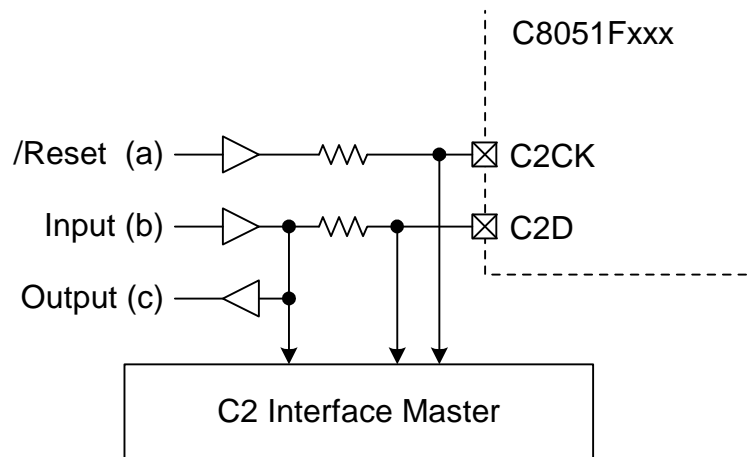 C8051Fxxx
/Reset (a)
C2CK
Input (b)
C2D
Output (c)
C2 Interface Master